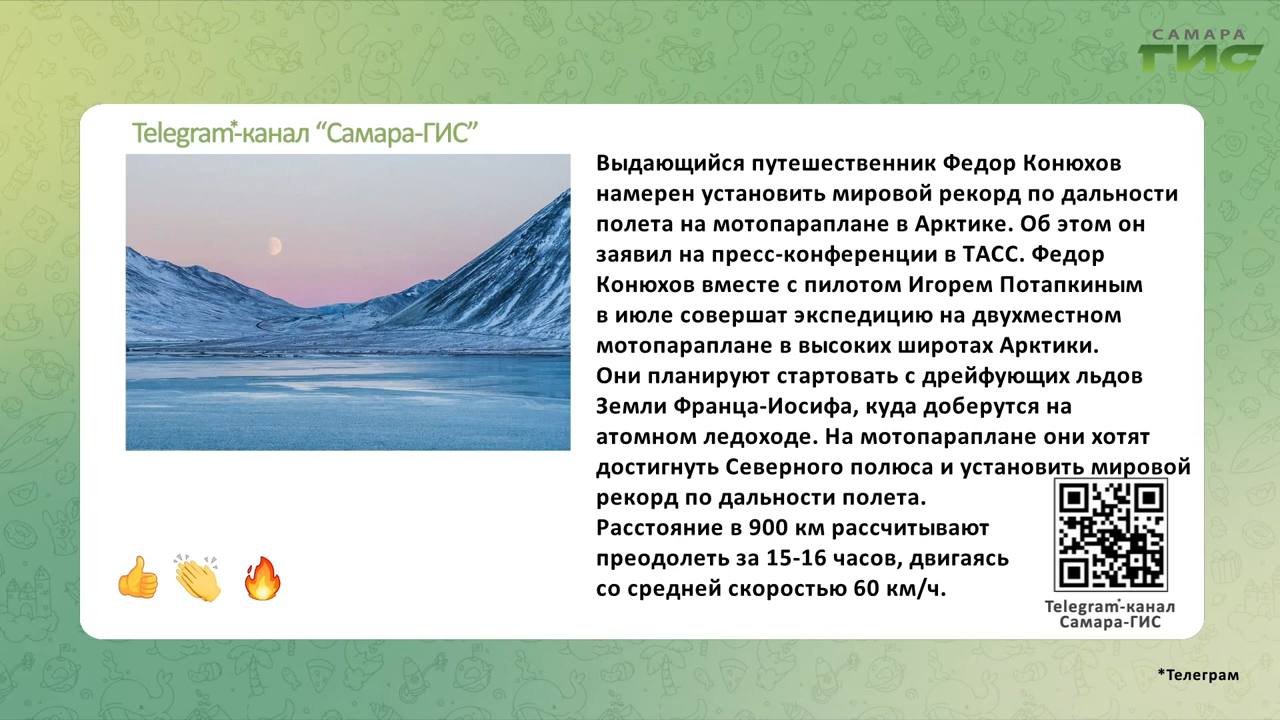 САМАРА
ГИС
Telegram*-канал “Самара-ГИС”
Выдающийся путешественник Федор Конюхов
намерен установить мировой рекорд по дальности
полета на мотопараплане в Арктике. Об этом он
заявил на пресс-конференции в ТАСС. Федор
Конюхов вместе с пилотом Игорем Потапкиным
в июле совершат экспедицию на двухместном
мотопараплане в высоких широтах Арктики.
Они планируют стартовать с дрейфующих льдов
Земли Франца-Иосифа, куда доберутся на
атомном ледоходе. На мотопараплане они хотят
достигнуть Северного полюса и установить мировой
рекорд по дальности полета.
Расстояние в 900 км рассчитывают
преодолеть за 15-16 часов, двигаясь
со средней скоростью 60 км/ч.
Telegram*-канал
Самара-ГИС
*Телеграм